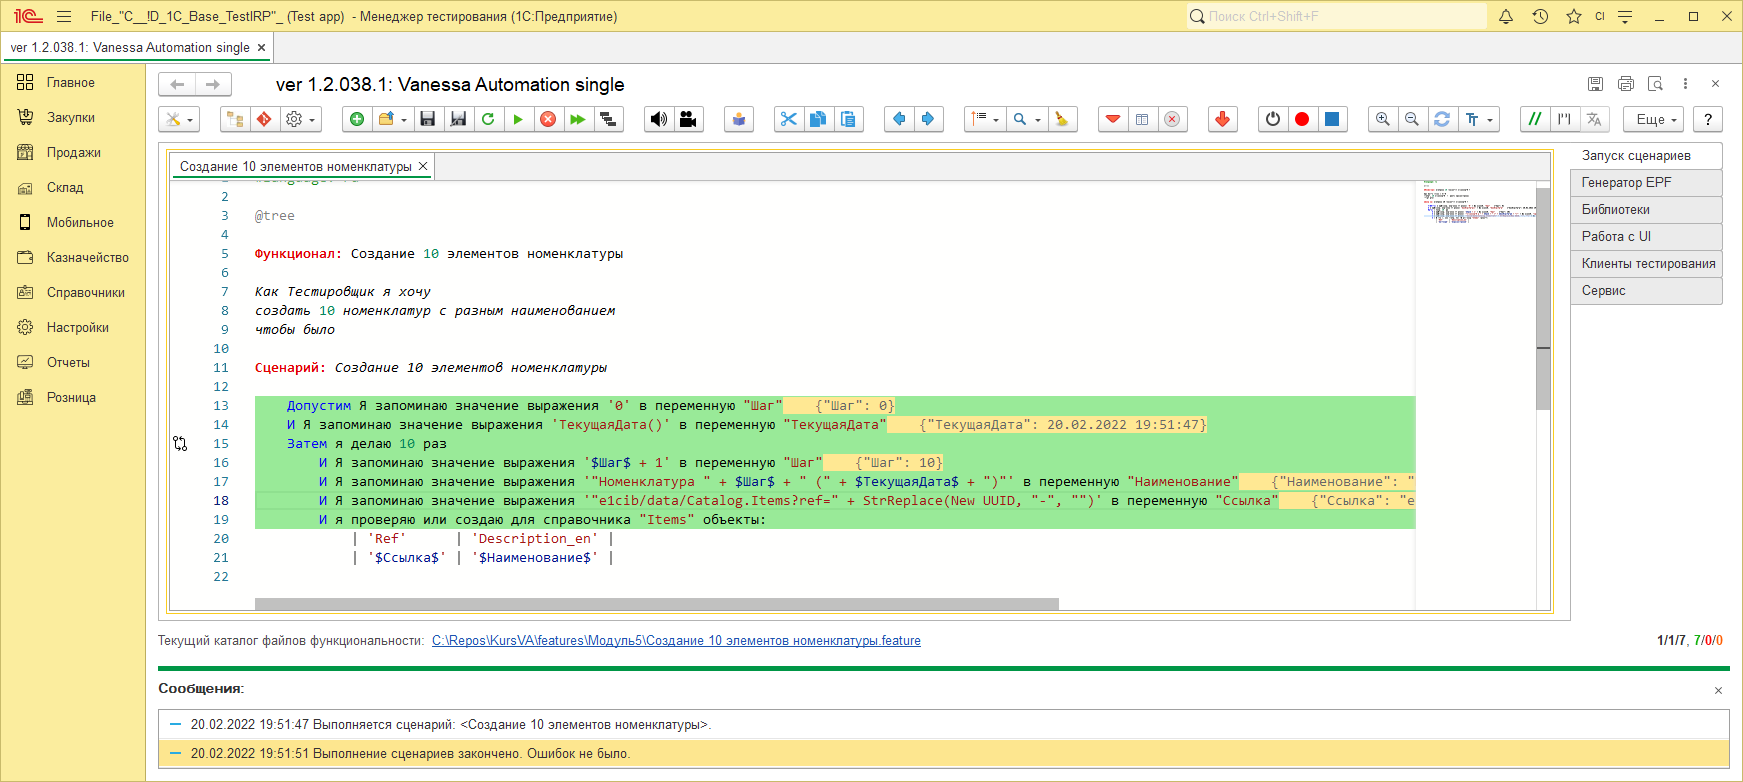 File_"C__!D_1C_Base_TestIRP"_ (Test app) - Менеджер тестирования (1С:Предприятие)
Поиск Ctrl+Shift+F
CI
ver 1.2.038.1: Vanessa Automation single
Главное
Закупки
Продажи
Склад
Мобильное
Казначейство
Справочники
Настройки
Отчеты
Розница
ver 1.2.038.1: Vanessa Automation single
Еще
?
Создание 10 элементов номенклатуры
2
3 @tree
4
5 Функционал: Создание 10 элементов номенклатуры
6
7 Как Тестировщик я хочу
8 создать 10 номенклатур с разным наименованием
9 чтобы было
10
11 Сценарий: Создание 10 элементов номенклатуры
12
13 Допустим Я запоминаю значение выражения '0' в переменную "Шаг" {"Шаг": 0}
14 И Я запоминаю значение выражения 'ТекущаяДата()' в переменную "ТекущаяДата" {"ТекущаяДата": 20.02.2022 19:51:47}
15 Затем я делаю 10 раз
16 И Я запоминаю значение выражения '$Шаг$ + 1' в переменную "Шаг" {"Шаг": 10}
17 И Я запоминаю значение выражения '"Номенклатура " + $Шаг$ + " (" + $ТекущаяДата$ + ")"' в переменную "Наименование" {"Наименование": "
18 И Я запоминаю значение выражения '"e1cib/data/Catalog.Items?ref=" + StrReplace(New UUID, "-", "")' в переменную "Ссылка" {"Ссылка": "e
19 И я проверяю или создаю для справочника "Items" объекты:
20 | 'Ref' | 'Description_en' |
21 | '$Ссылка$' | '$Наименование$' |
22
Запуск сценариев
Генератор EPF
Библиотеки
Работа с UI
Клиенты тестирования
Сервис
Текущий каталог файлов функциональности: C:\Repos\KursVA\features\Модуль5\Создание 10 элементов номенклатуры.feature
1/1/7, 7/0/0
Сообщения:
20.02.2022 19:51:47 Выполняется сценарий: <Создание 10 элементов номенклатуры>.
20.02.2022 19:51:51 Выполнение сценариев закончено. Ошибок не было.